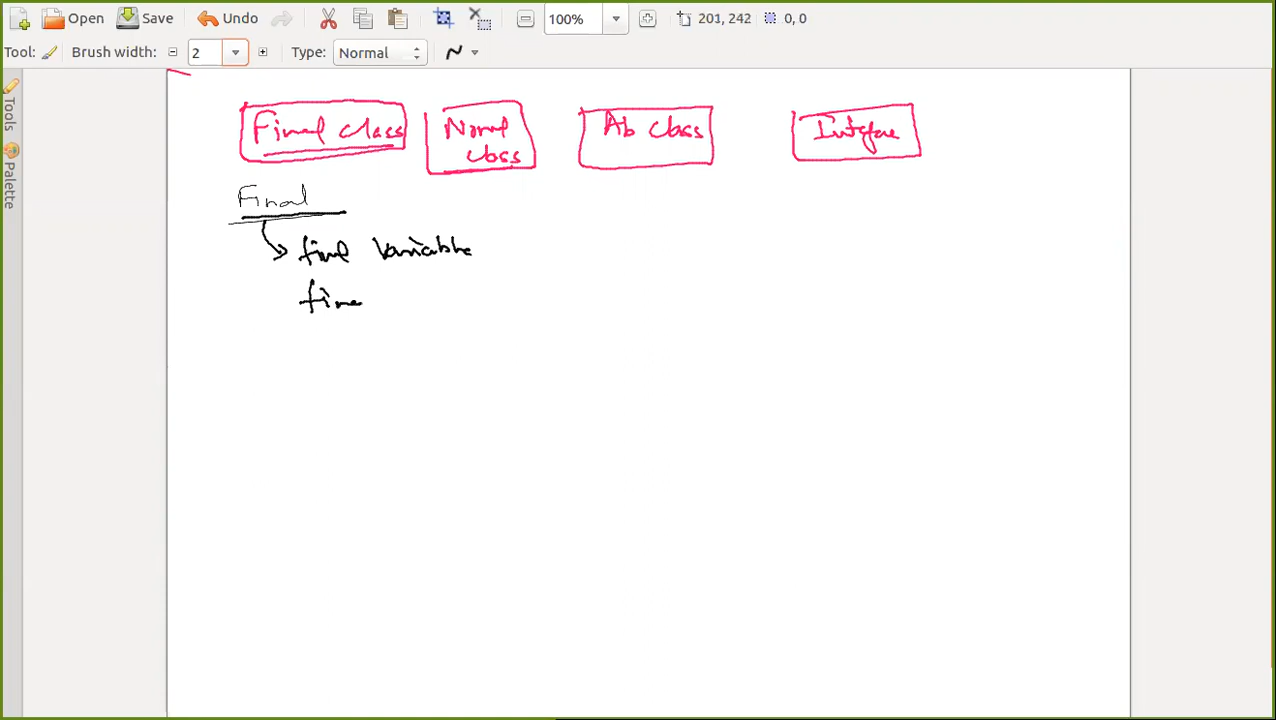 Open Save Undo 100% 201, 242 0, 0
Tool: Brush width: 2 Type: Normal
Tools
Palette
Final class Normal class Ab class Interface
Final
final variable
fina